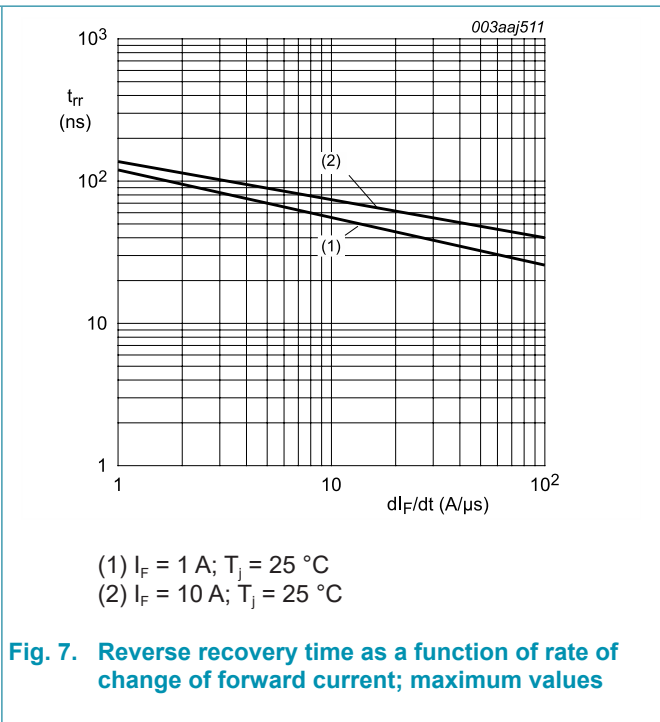 003aaj511
10³
t_rr
(ns)
(2)
10²
(1)
10
1
1
10
10²
dI_F/dt (A/μs)
(1) I_F = 1 A; T_j = 25 °C
(2) I_F = 10 A; T_j = 25 °C
Fig. 7. Reverse recovery time as a function of rate of
change of forward current; maximum values